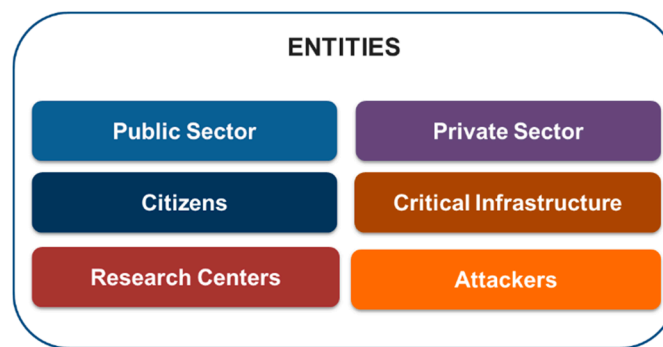 ENTITIES
Public Sector
Private Sector
Citizens
Critical Infrastructure
Research Centers
Attackers